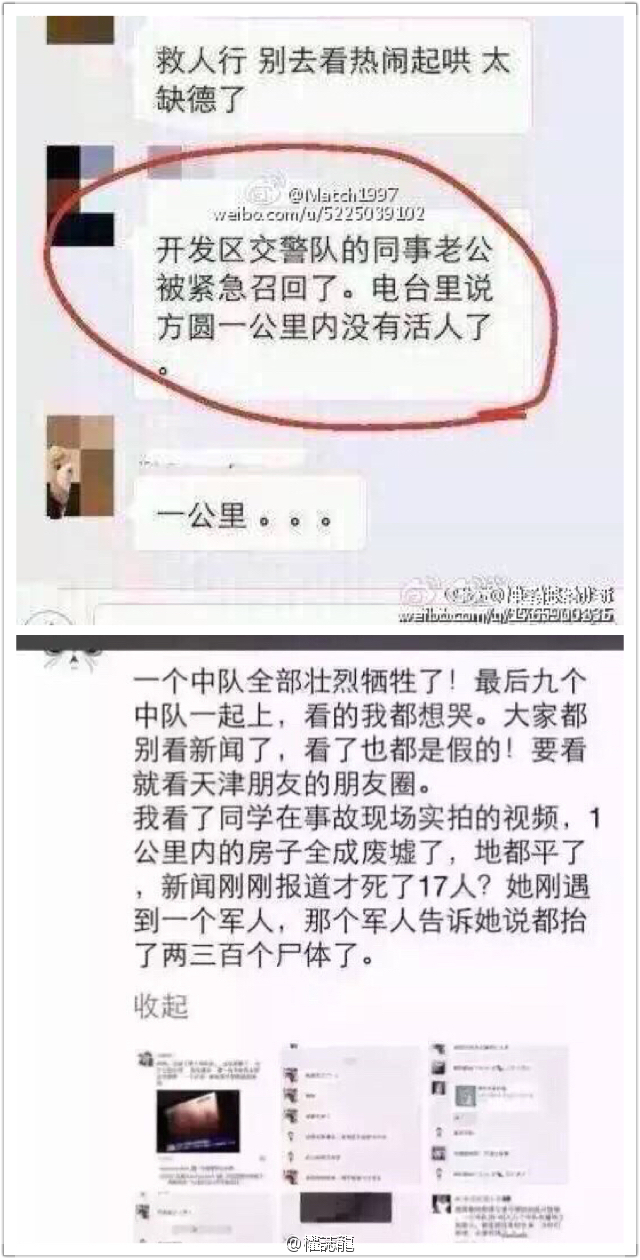 救人行 别去看热闹起哄 太
缺德了
@Match1997
weibo.com/u/5225039102
开发区交警队的同事老公
被紧急召回了。电台里说
方圆一公里内没有活人了
。
一公里。。。
一个中队全部壮烈牺牲了！最后九个
中队一起上，看的我都想哭。大家都
别看新闻了，看了也都是假的！要看
就看天津朋友的朋友圈。
我看了同学在事故现场实拍的视频，1
公里内的房子全成废墟了，地都平了
，新闻刚刚报道才死了17人？她刚遇
到一个军人，那个军人告诉她说都抬
了两三百个尸体了。
收起